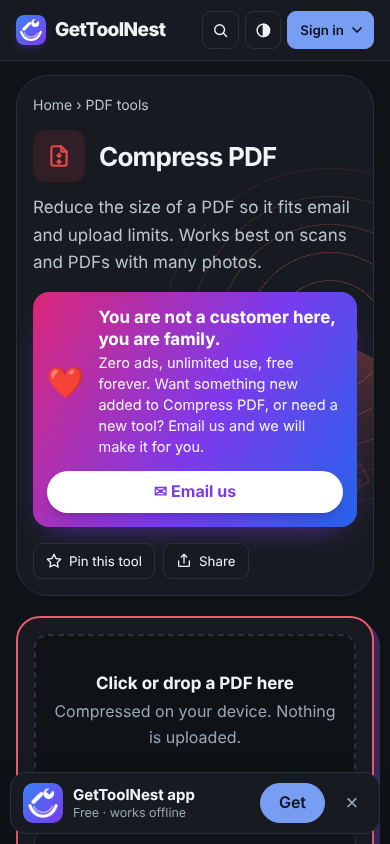 GetToolNest
Sign in
Home › PDF tools
Compress PDF
Reduce the size of a PDF so it fits email
and upload limits. Works best on scans
and PDFs with many photos.
You are not a customer here,
you are family.
Zero ads, unlimited use, free
forever. Want something new
added to Compress PDF, or need a
new tool? Email us and we will
make it for you.
✉ Email us
Pin this tool
Share
Click or drop a PDF here
Compressed on your device. Nothing
is uploaded.
GetToolNest app
Free · works offline
Get
✕